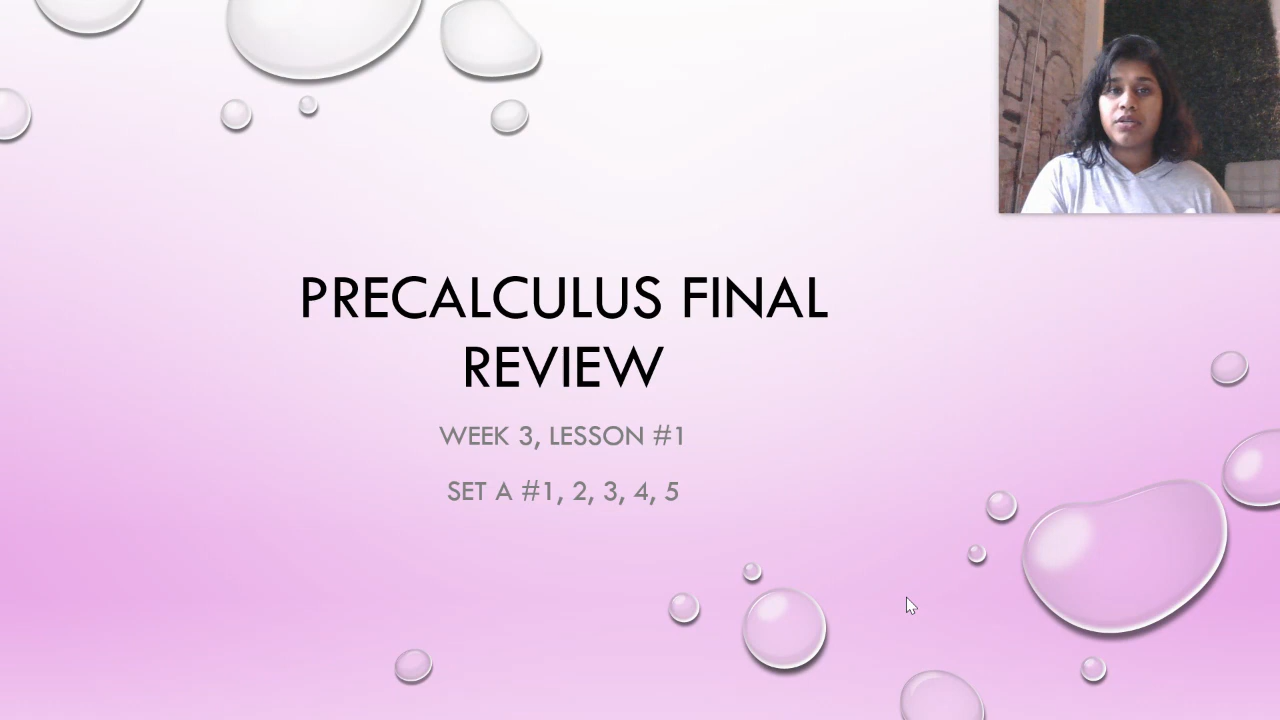 PRECALCULUS FINAL
REVIEW
WEEK 3, LESSON #1
SET A #1, 2, 3, 4, 5